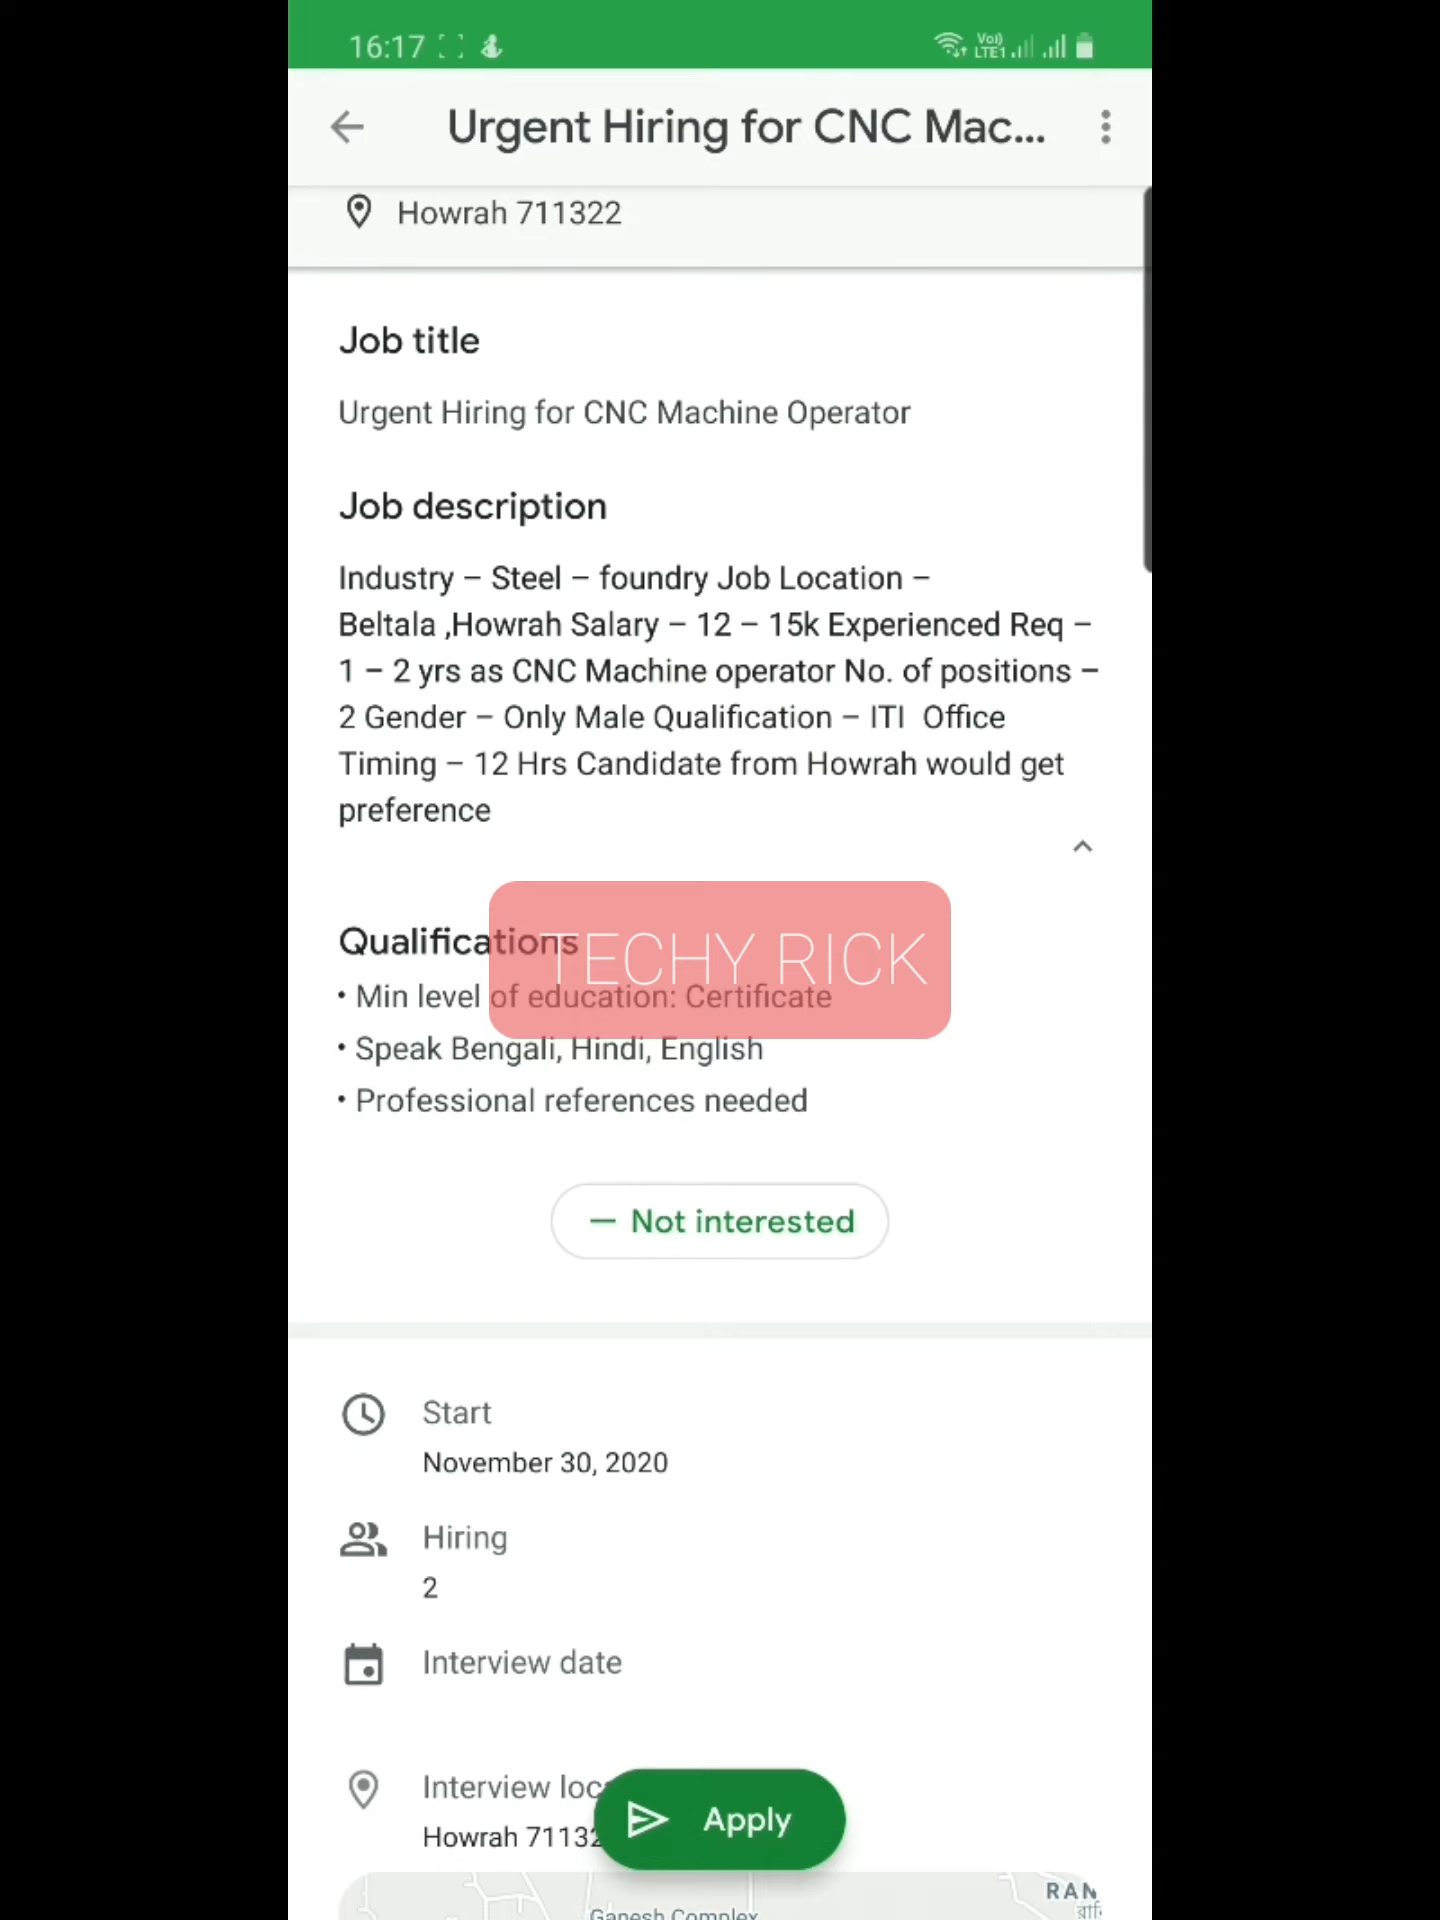 16:17
Vo)
LTE1
Urgent Hiring for CNC Mac...
Howrah 711322
Job title
Urgent Hiring for CNC Machine Operator
Job description
Industry – Steel – foundry Job Location –
Beltala ,Howrah Salary – 12 – 15k Experienced Req –
1 – 2 yrs as CNC Machine operator No. of positions –
2 Gender – Only Male Qualification – ITI  Office
Timing – 12 Hrs Candidate from Howrah would get
preference
Qualifications
TECHY RICK
• Min level of education: Certificate
• Speak Bengali, Hindi, English
• Professional references needed
— Not interested
Start
November 30, 2020
Hiring
2
Interview date
Interview loc
Howrah 71132
Apply
RAN
Ganesh Complex